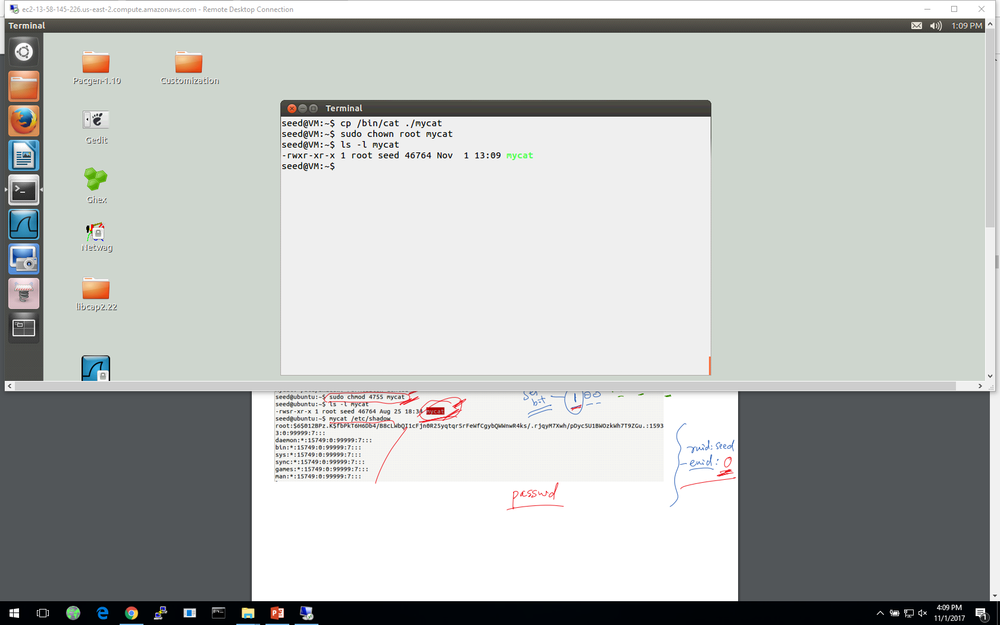 ec2-13-58-145-226.us-east-2.compute.amazonaws.com - Remote Desktop Connection
Terminal
1:09 PM
Pacgen-1.10
Customization
Gedit
Ghex
Netwag
libcap2.22
Terminal
seed@VM:~$ cp /bin/cat ./mycat
seed@VM:~$ sudo chown root mycat
seed@VM:~$ ls -l mycat
-rwxr-xr-x 1 root seed 46764 Nov  1 13:09 mycat
seed@VM:~$
seed@ubuntu:~$ sudo chmod 4755 mycat
seed@ubuntu:~$ ls -l mycat
-rwsr-xr-x 1 root seed 46764 Aug 25 18:34 mycat
seed@ubuntu:~$ mycat /etc/shadow
root:$6$012BPz.K$fbPkT6H6Db4/B8cLWbQI1cFjn0R25yqtqrSrFeWfCgybQWWnwR4ks/.rjqyM7Xwh/pDyc5U1BWOzkWh7T9ZGu.:1593
3:0:99999:7:::
daemon:*:15749:0:99999:7:::
bin:*:15749:0:99999:7:::
sys:*:15749:0:99999:7:::
sync:*:15749:0:99999:7:::
games:*:15749:0:99999:7:::
man:*:15749:0:99999:7:::
bit
1
ruid: seed
euid: 0
passwd
4:09 PM
11/1/2017
1